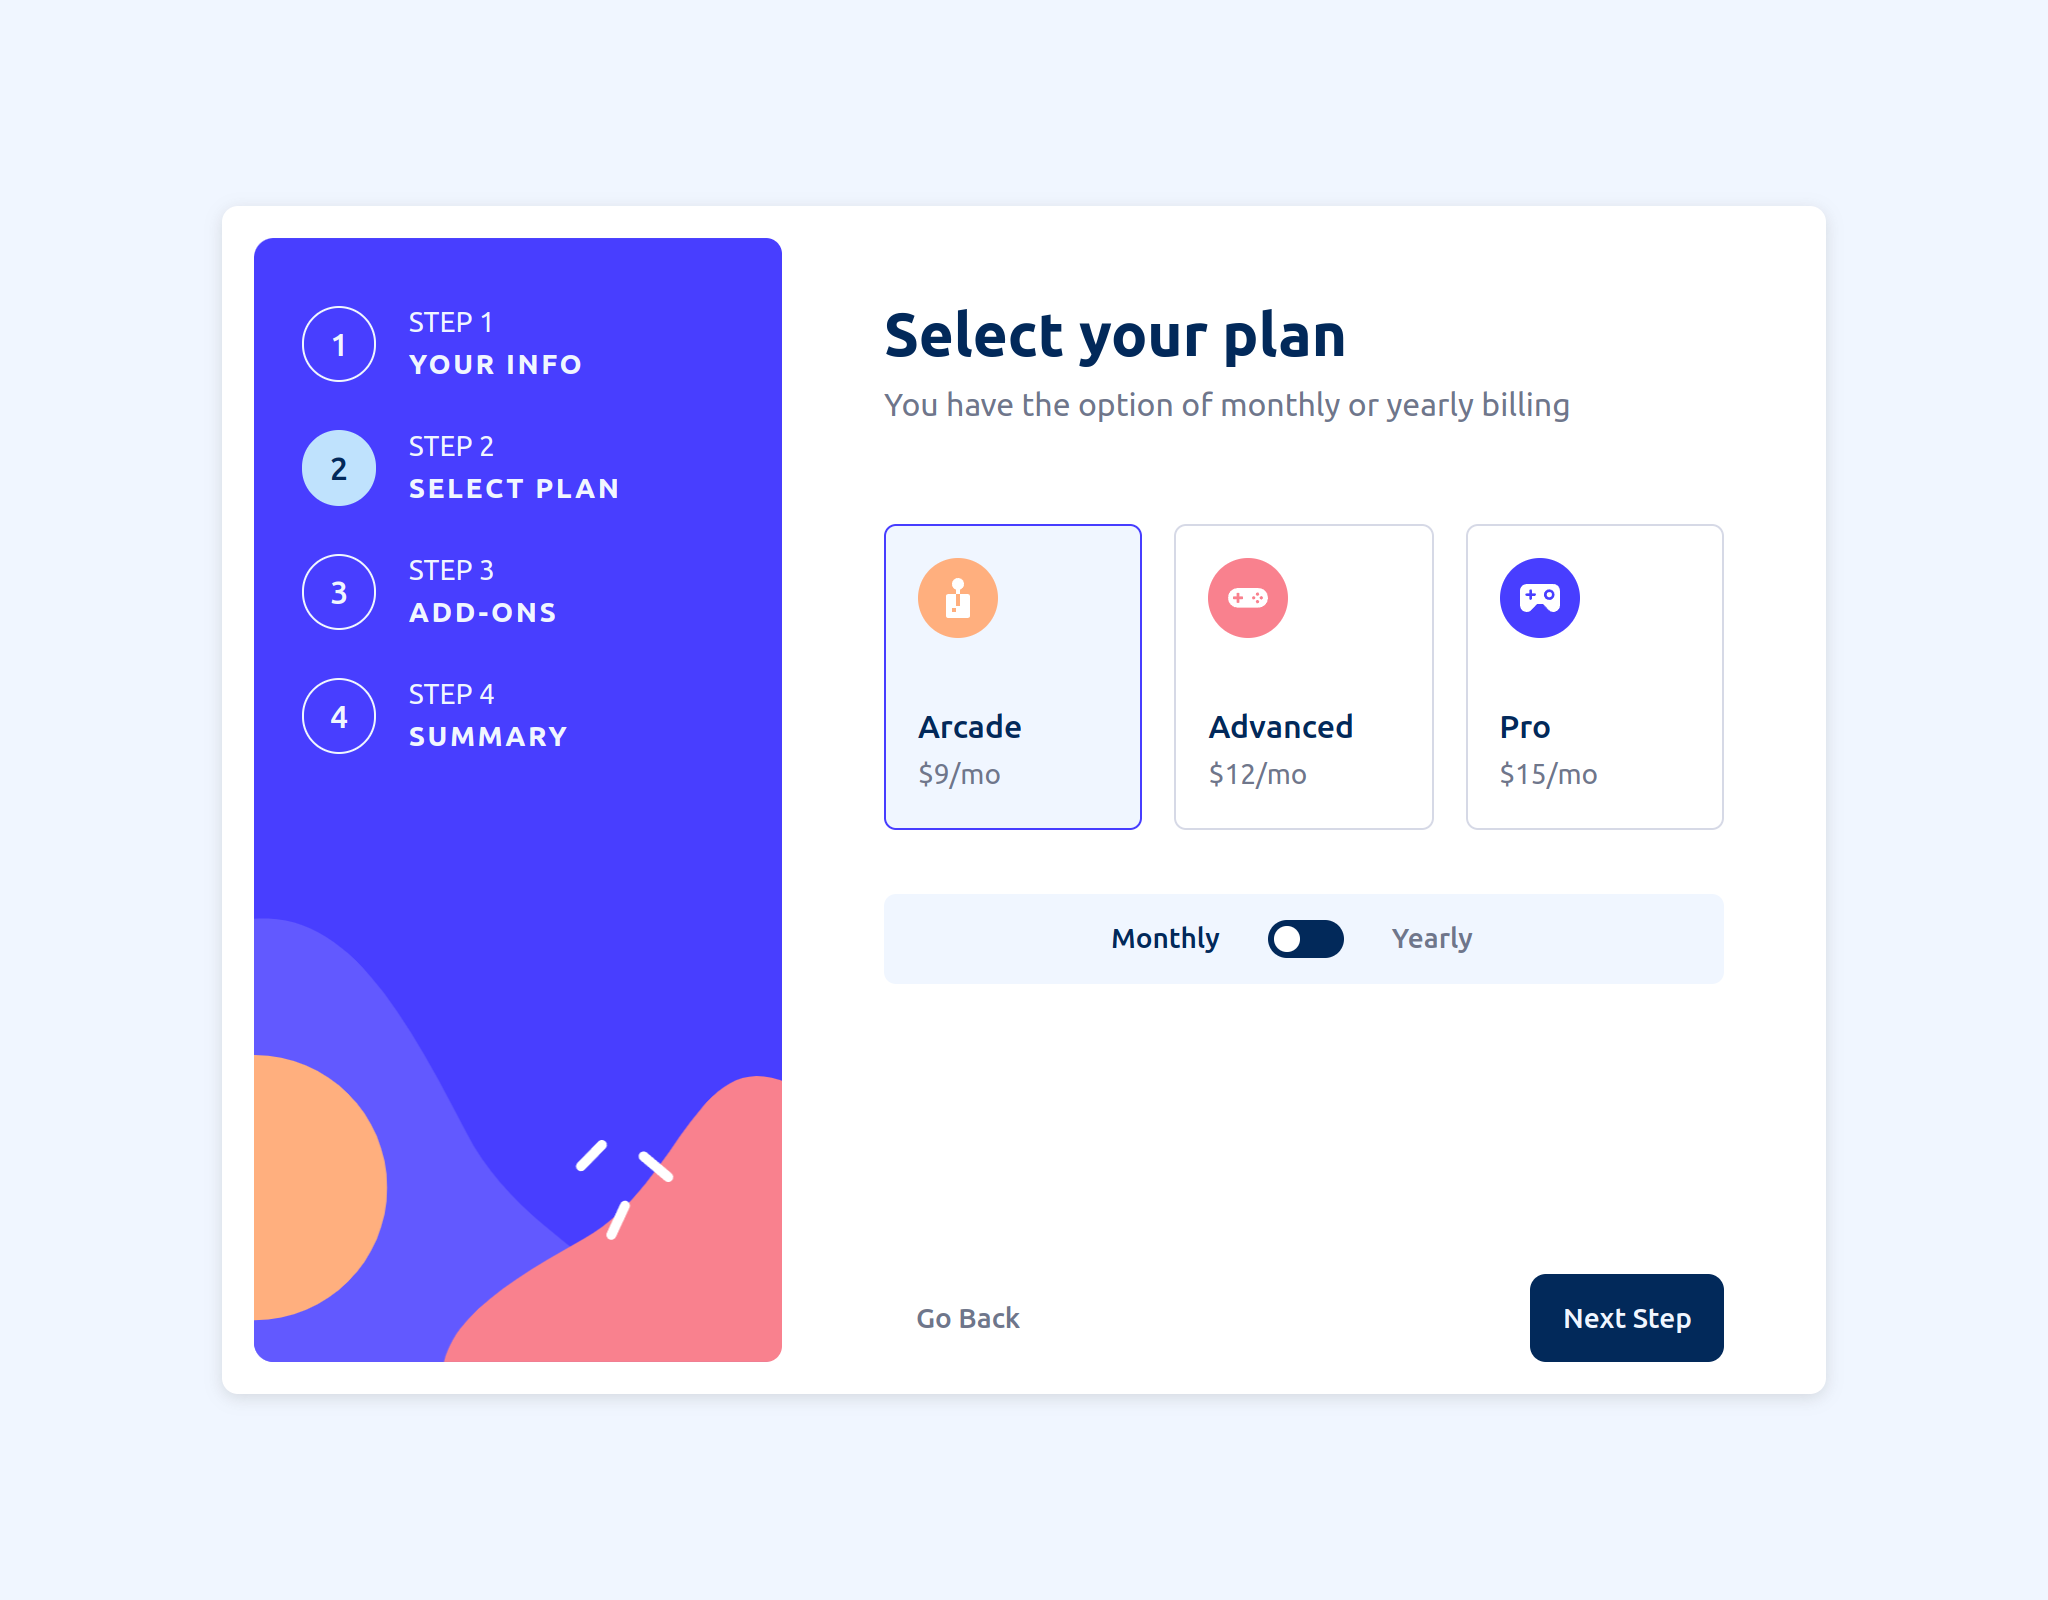 1
STEP 1
YOUR INFO
2
STEP 2
SELECT PLAN
3
STEP 3
ADD-ONS
4
STEP 4
SUMMARY
Select your plan
You have the option of monthly or yearly billing
Arcade
$9/mo
Advanced
$12/mo
Pro
$15/mo
Monthly
Yearly
Go Back
Next Step